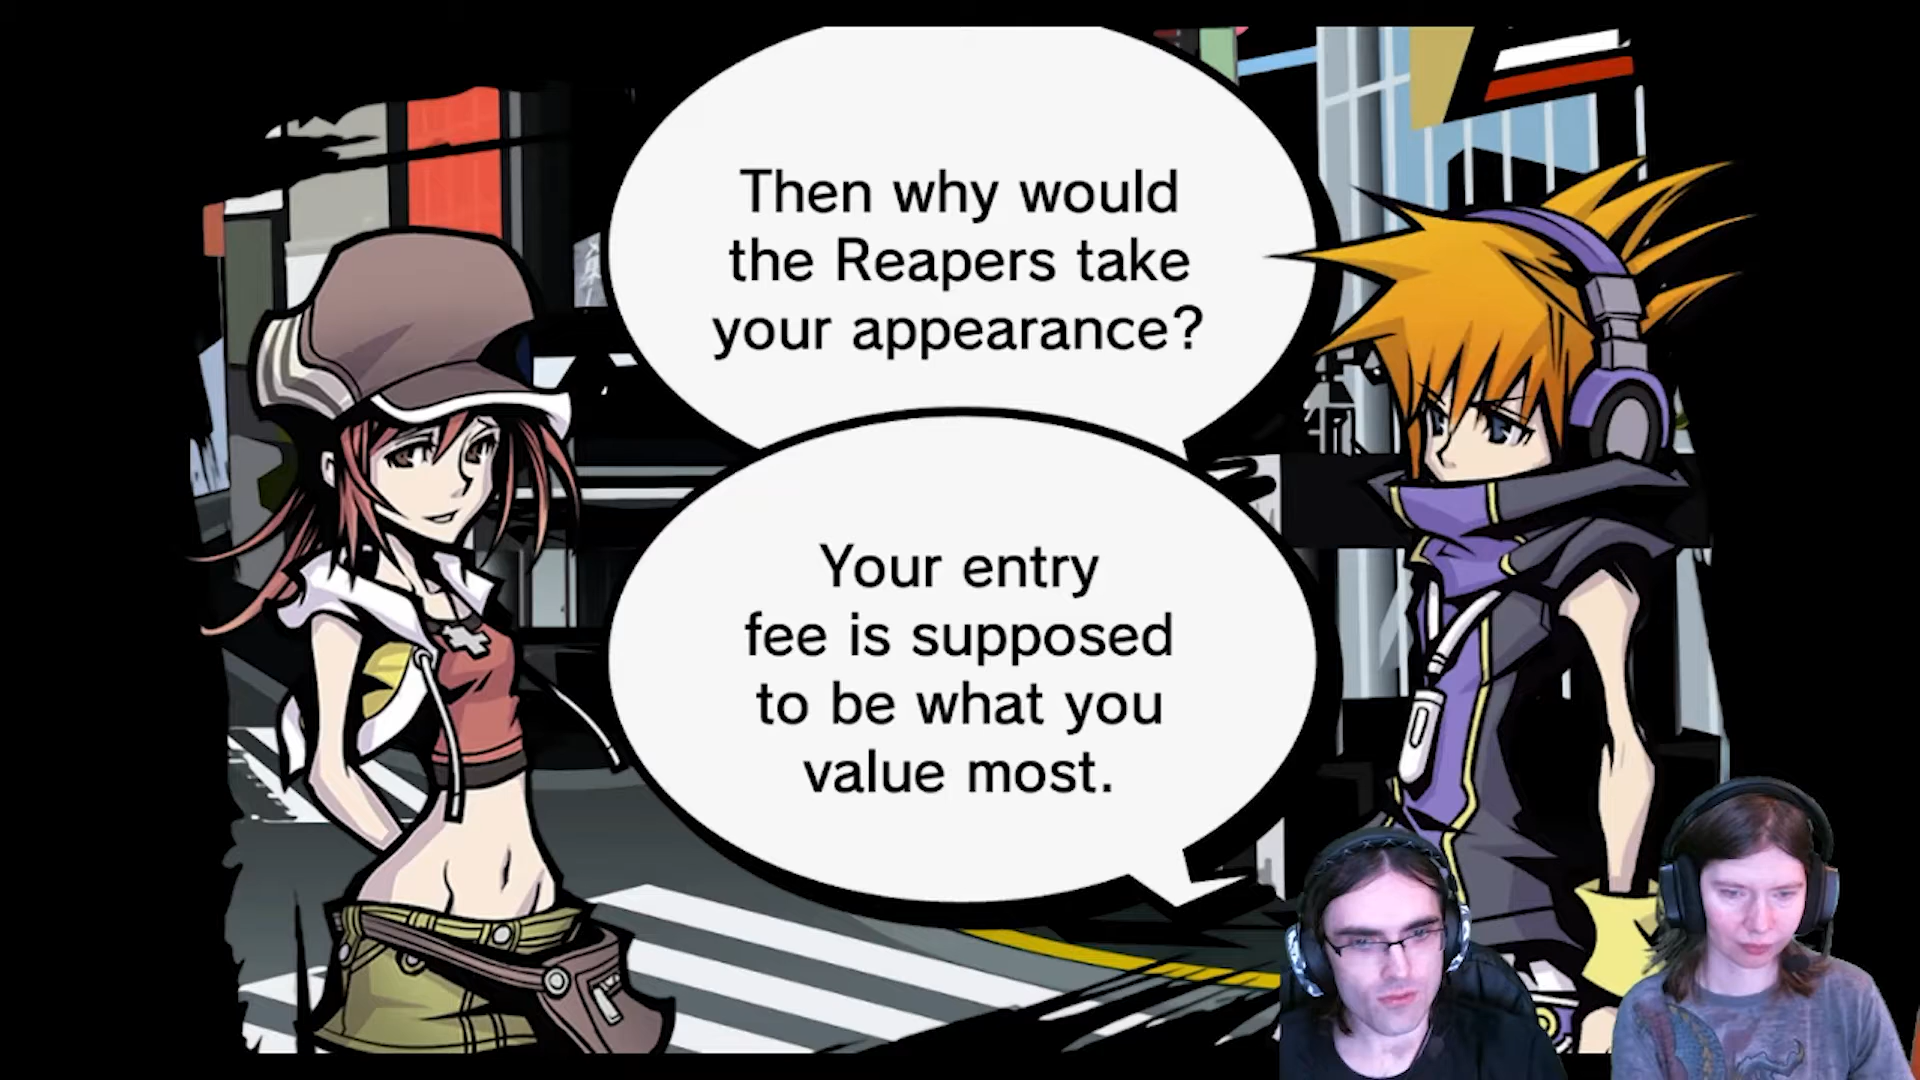 Then why would
the Reapers take
your appearance?
Your entry
fee is supposed
to be what you
value most.